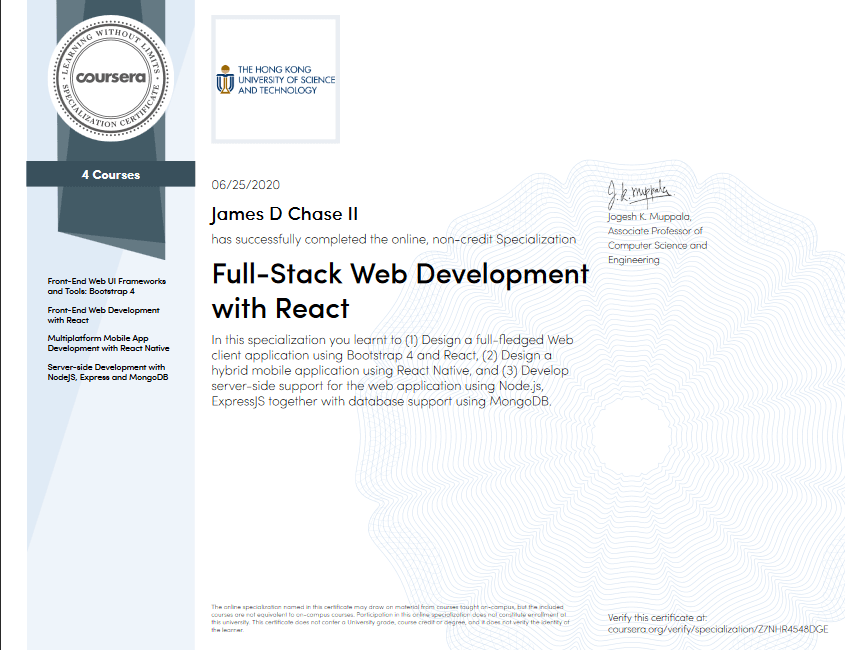 LEARNING WITHOUT LIMITS
coursera
SPECIALIZATION CERTIFICATE
4 Courses
Front-End Web UI Frameworks
and Tools: Bootstrap 4
Front-End Web Development
with React
Multiplatform Mobile App
Development with React Native
Server-side Development with
NodeJS, Express and MongoDB
THE HONG KONG
UNIVERSITY OF SCIENCE
AND TECHNOLOGY
06/25/2020
James D Chase II
has successfully completed the online, non-credit Specialization
Full-Stack Web Development
with React
In this specialization you learnt to (1) Design a full-fledged Web
client application using Bootstrap 4 and React, (2) Design a
hybrid mobile application using React Native, and (3) Develop
server-side support for the web application using Node.js,
ExpressJS together with database support using MongoDB.
J.k.muppala
Jogesh K. Muppala,
Associate Professor of
Computer Science and
Engineering
The online specialization named in this certificate may draw on material from courses taught on-campus, but the included
courses are not equivalent to on-campus courses. Participation in this online specialization does not constitute enrollment at
this university. This certificate does not confer a University grade, course credit or degree, and it does not verify the identity of
the learner.
Verify this certificate at:
coursera.org/verify/specialization/Z7NHR4548DGE